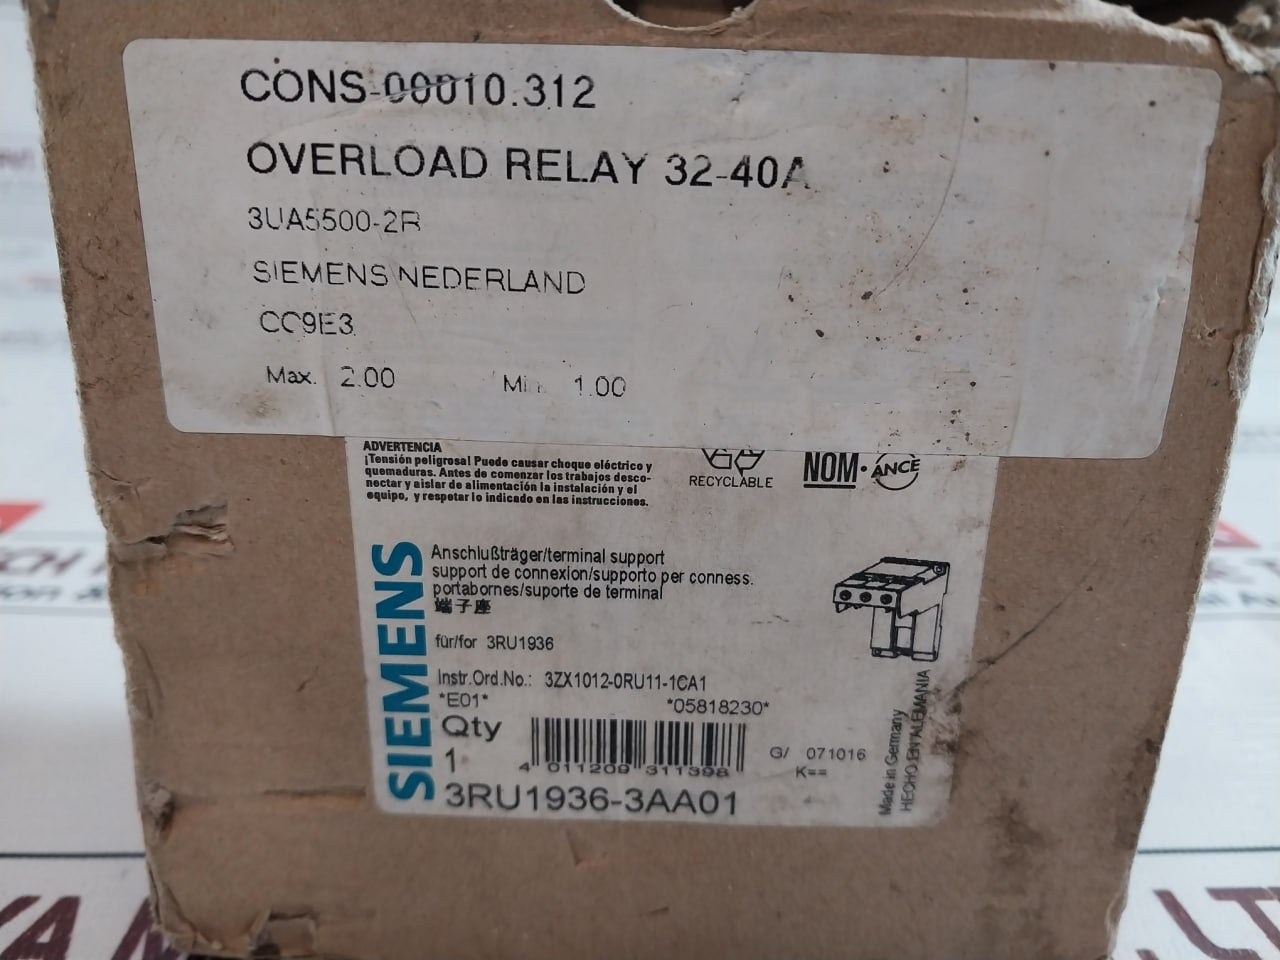 CONS-00010.312
OVERLOAD RELAY 32-40A
3UA5500-2R
SIEMENS NEDERLAND
CC9E3
Max. 2.00 1.00
ADVERTENCIA
¡Tensión peligrosa! Puede causar choque eléctrico y
quemaduras. Antes de comenzar los trabajos desco-
nectar y aislar de alimentación la instalación y el
equipo, y respetar lo indicado en las instrucciones.
RECYCLABLE
NOM · ANCE
SIEMENS
Anschlußträger/terminal support
support de connexion/supporto per conness.
portabornes/suporte de terminal
端子座
für/for 3RU1936
Instr.Ord.No.: 3ZX1012-0RU11-1CA1
*E01* *05818230*
Qty
1
4 011209 311398
G/ 071016
K==
3RU1936-3AA01
Made in Germany
HECHO EN ALEMANIA